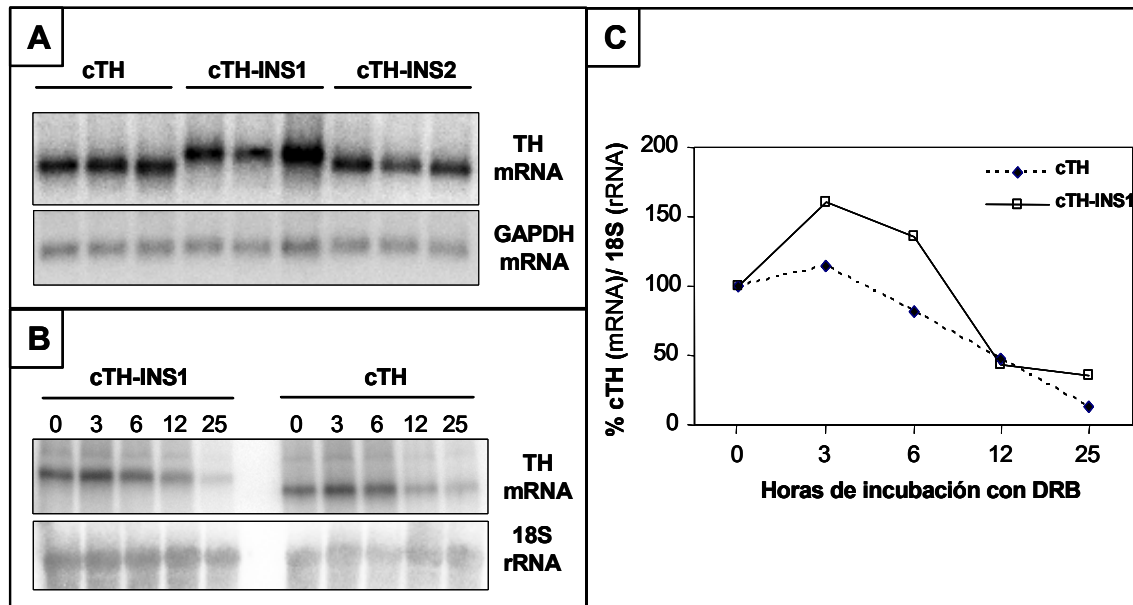 A
cTH cTH-INS1 cTH-INS2
TH
mRNA
GAPDH
mRNA
B
cTH-INS1 cTH
0 3 6 12 25 0 3 6 12 25
TH
mRNA
18S
rRNA
C
% cTH (mRNA)/ 18S (rRNA)
200
150
100
50
0
cTH
cTH-INS1
0 3 6 12 25
Horas de incubación con DRB